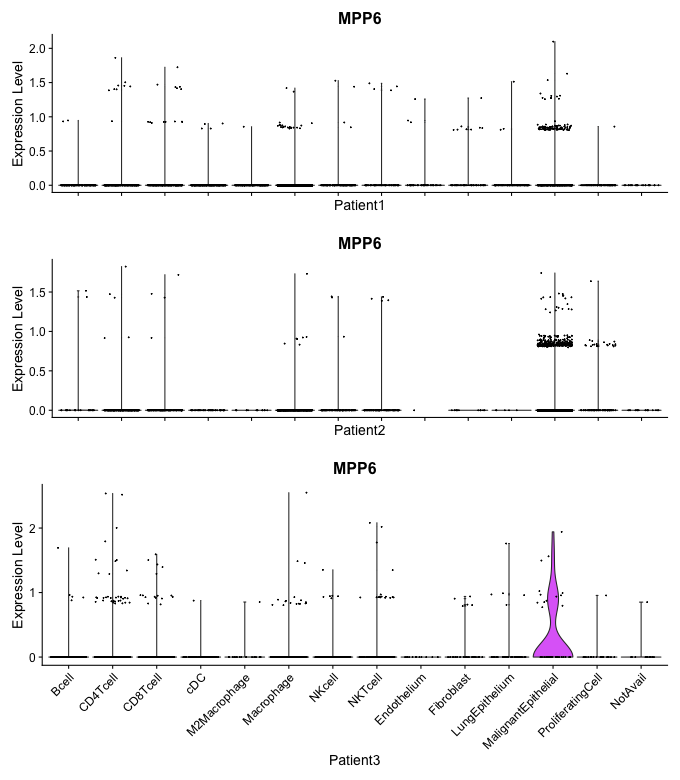 MPP6
Expression Level
2.0
1.5
1.0
0.5
0.0
Patient1
MPP6
Expression Level
1.5
1.0
0.5
0.0
Patient2
MPP6
Expression Level
2
1
0
Bcell
CD4Tcell
CD8Tcell
cDC
M2Macrophage
Macrophage
NKcell
NKTcell
Endothelium
Fibroblast
LungEpithelium
MalignantEpithelial
ProliferatingCell
NotAvail
Patient3